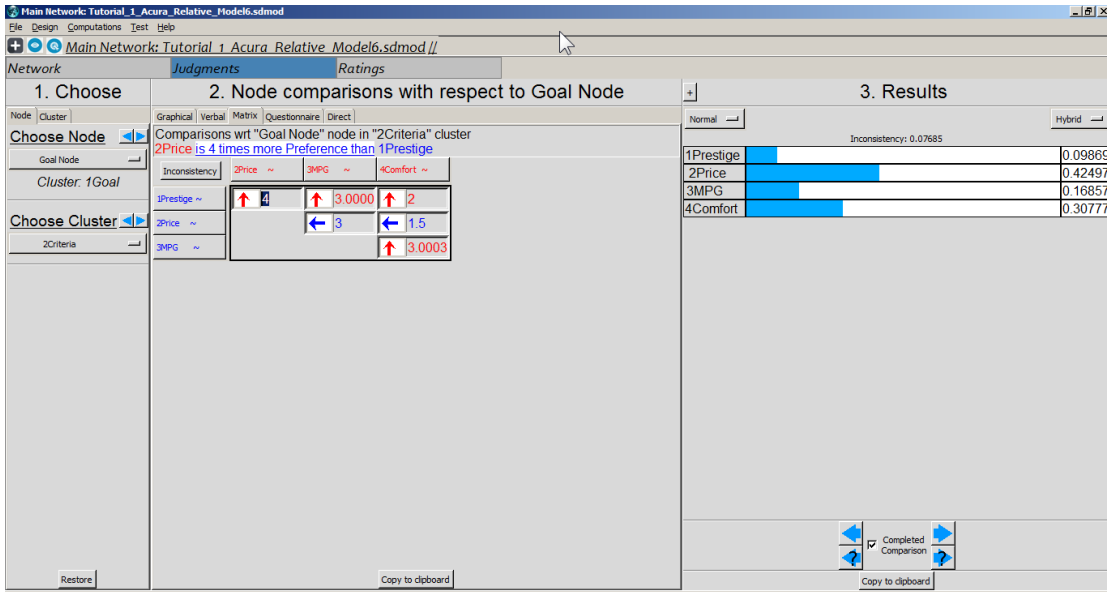 Main Network: Tutorial_1_Acura_Relative_Model6.sdmod
File Design Computations Test Help
Main Network: Tutorial_1_Acura_Relative_Model6.sdmod //
Network Judgments Ratings
1. Choose
Node Cluster
Choose Node
Goal Node
Cluster: 1Goal
Choose Cluster
2Criteria
Restore
2. Node comparisons with respect to Goal Node
Graphical Verbal Matrix Questionnaire Direct
Comparisons wrt "Goal Node" node in "2Criteria" cluster
2Price is 4 times more Preference than 1Prestige
Inconsistency 2Price ~ 3MPG ~ 4Comfort ~
1Prestige ~ 4 3.0000 2
2Price ~ 3 1.5
3MPG ~ 3.0003
Copy to clipboard
+ 3. Results
Normal Hybrid
Inconsistency: 0.07685
1Prestige 0.09869
2Price 0.42497
3MPG 0.16857
4Comfort 0.30777
Completed
Comparison
? ?
Copy to clipboard